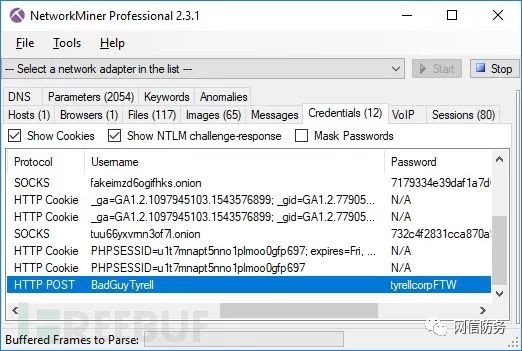 NetworkMiner Professional 2.3.1
File Tools Help
--- Select a network adapter in the list ---
Start
Stop
DNS Parameters (2054) Keywords Anomalies
Hosts (1) Browsers (1) Files (117) Images (65) Messages Credentials (12) VoIP Sessions (80)
Show Cookies Show NTLM challenge-response Mask Passwords
Protocol Username Password
SOCKS fakeimzd6ogifhks.onion 7179334e39daf1a7d
HTTP Cookie _ga=GA1.2.1097945103.1543576899; _gid=GA1.2.77905... N/A
HTTP Cookie _ga=GA1.2.1097945103.1543576899; _gid=GA1.2.77905... N/A
SOCKS tuu66yxvrnn3of7l.onion 732c4f2831cca870a
HTTP Cookie PHPSESSID=u1t7mnapt5nno1plmoo0gfp697; expires=Fri, ... N/A
HTTP Cookie PHPSESSID=u1t7mnapt5nno1plmoo0gfp697 N/A
HTTP POST BadGuyTyrell tyrellcorpFTW
FREEBUF
网信防务
Buffered Frames to Parse: